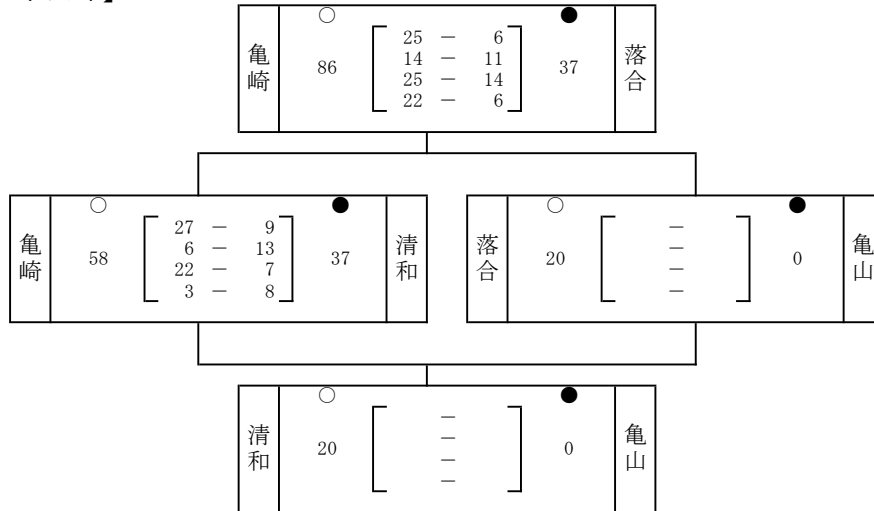 ○ ●
亀崎 86 25 － 6 37 落合
14 － 11
25 － 14
22 － 6
○ ●
亀崎 58 27 － 9 37 清和
6 － 13
22 － 7
3 － 8
○ ●
落合 20 － 0 亀山
－
－
－
○ ●
清和 20 － 0 亀山
－
－
－